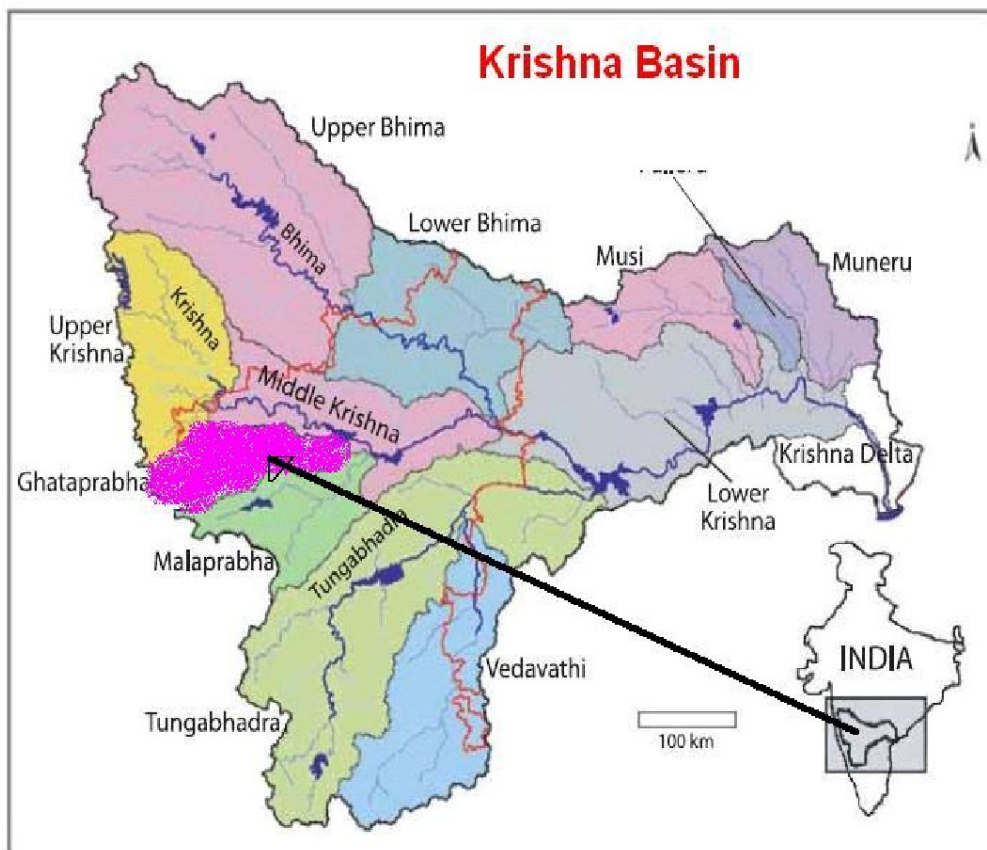 Krishna Basin
Upper Bhima
Lower Bhima
Bhima
Musi
Muneru
Krishna
Upper
Krishna
Middle Krishna
Ghataprabha
Krishna Delta
Lower
Krishna
Malaprabha
Tungabhadra
INDIA
Vedavathi
Tungabhadra
100 km